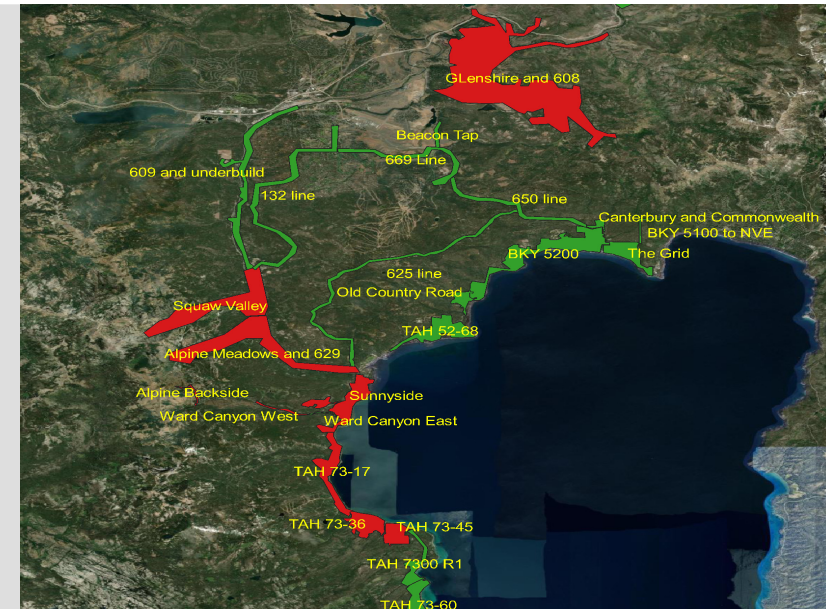 GLenshire and 608
Beacon Tap
669 Line
609 and underbuild
132 line
650 line
Canterbury and Commonwealth
BKY 5100 to NVE
BKY 5200
The Grid
625 line
Old Country Road
Squaw Valley
TAH 52-68
Alpine Meadows and 629
Alpine Backside
Sunnyside
Ward Canyon West
Ward Canyon East
TAH 73-17
TAH 73-36
TAH 73-45
TAH 7300 R1
TAH 73-60